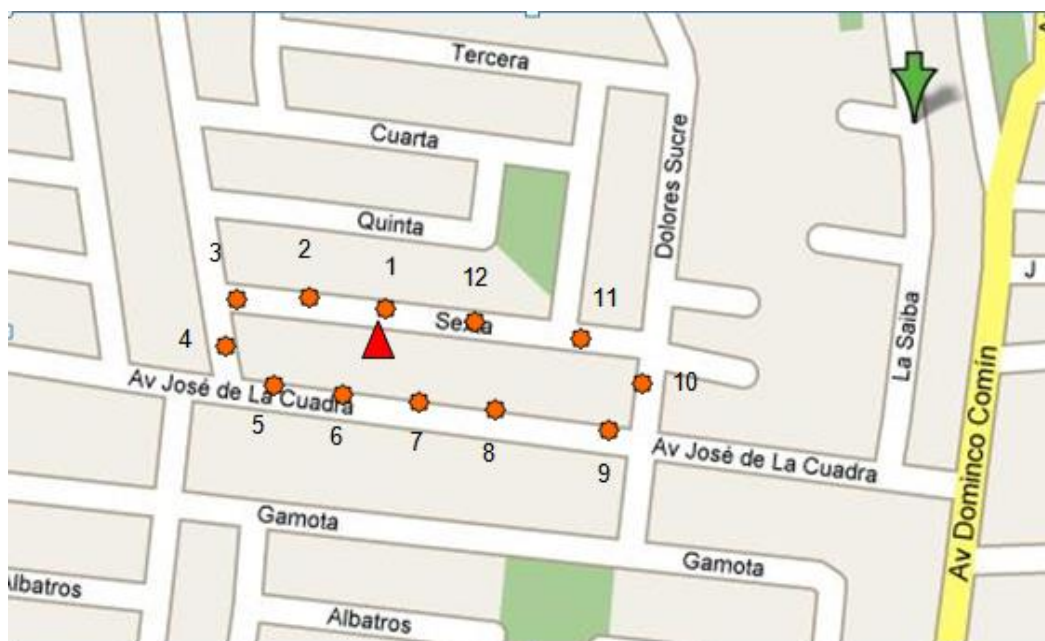 Tercera
Cuarta
Dolores Sucre
Quinta
3
2
1
12
11
J
Sexta
4
La Saiba
10
Av José de La Cuadra
5
6
7
8
9
Av José de La Cuadra
Av Dominco Comín
Gamota
Gamota
Albatros
Albatros